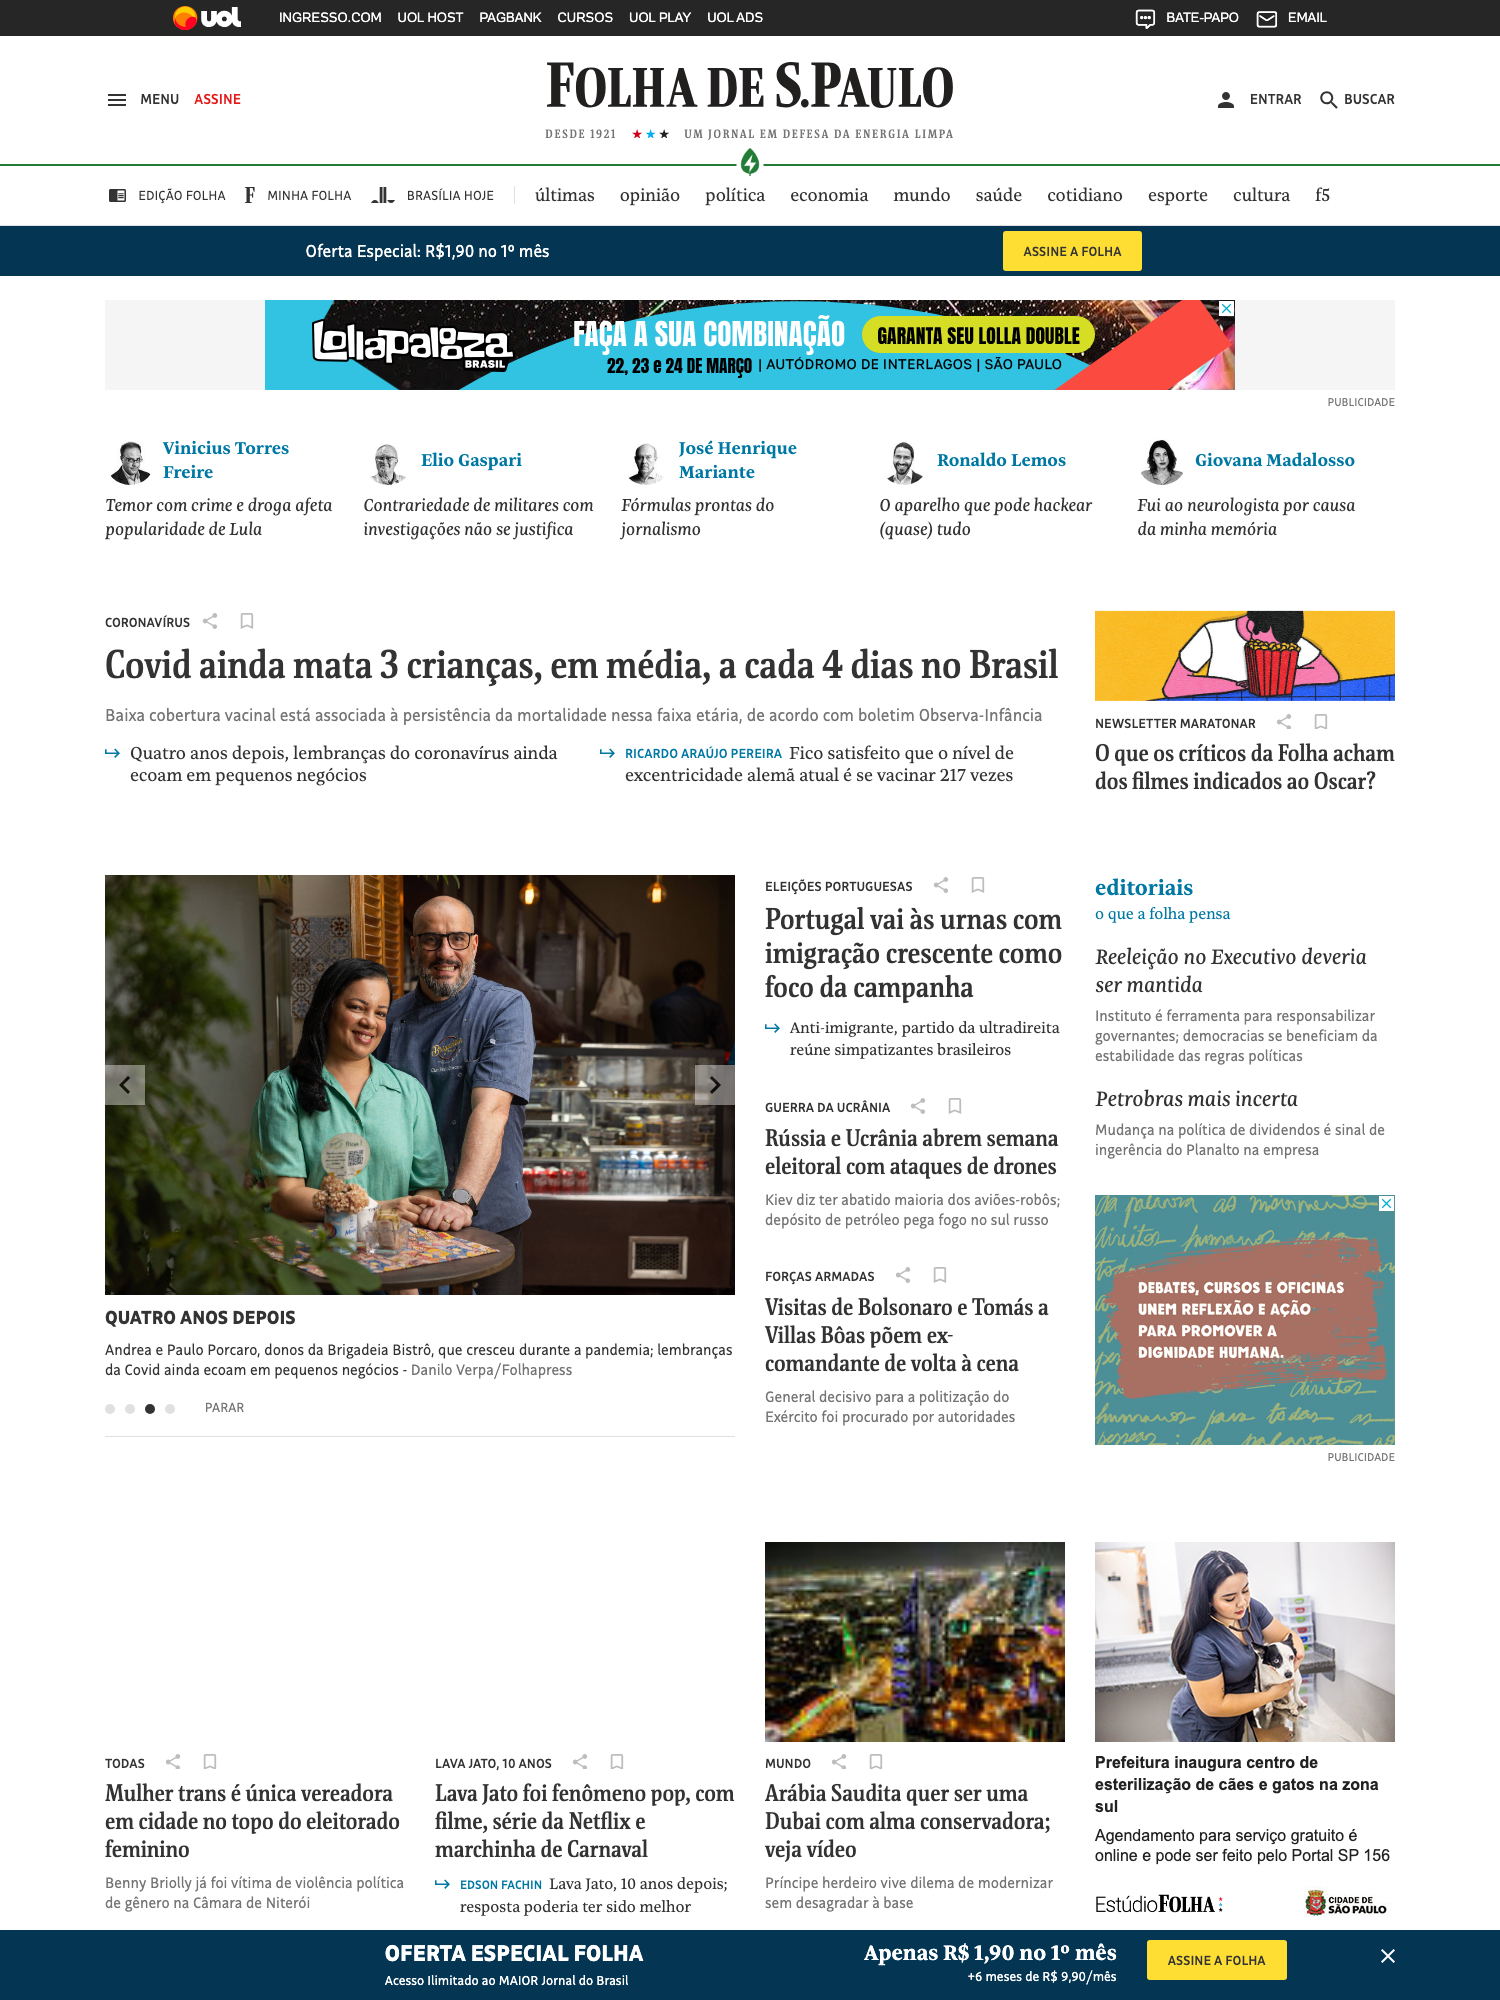 uol INGRESSO.COM UOL HOST PAGBANK CURSOS UOL PLAY UOL ADS BATE-PAPO EMAIL
MENU ASSINE
FOLHA DE S.PAULO
ENTRAR BUSCAR
DESDE 1921 ★★★ UM JORNAL EM DEFESA DA ENERGIA LIMPA
EDIÇÃO FOLHA F MINHA FOLHA BRASÍLIA HOJE últimas opinião política economia mundo saúde cotidiano esporte cultura f5
Oferta Especial: R$1,90 no 1º mês ASSINE A FOLHA
Lollapalooza
BRASIL
FAÇA A SUA COMBINAÇÃO
GARANTA SEU LOLLA DOUBLE
22, 23 e 24 DE MARÇO | AUTÓDROMO DE INTERLAGOS | SÃO PAULO
PUBLICIDADE
Vinicius Torres
Freire
Temor com crime e droga afeta
popularidade de Lula
Elio Gaspari
Contrariedade de militares com
investigações não se justifica
José Henrique
Mariante
Fórmulas prontas do
jornalismo
Ronaldo Lemos
O aparelho que pode hackear
(quase) tudo
Giovana Madalosso
Fui ao neurologista por causa
da minha memória
CORONAVÍRUS
Covid ainda mata 3 crianças, em média, a cada 4 dias no Brasil
Baixa cobertura vacinal está associada à persistência da mortalidade nessa faixa etária, de acordo com boletim Observa-Infância
Quatro anos depois, lembranças do coronavírus ainda
ecoam em pequenos negócios
RICARDO ARAÚJO PEREIRA Fico satisfeito que o nível de
excentricidade alemã atual é se vacinar 217 vezes
NEWSLETTER MARATONAR
O que os críticos da Folha acham
dos filmes indicados ao Oscar?
QUATRO ANOS DEPOIS
Andrea e Paulo Porcaro, donos da Brigadeia Bistrô, que cresceu durante a pandemia; lembranças
da Covid ainda ecoam em pequenos negócios - Danilo Verpa/Folhapress
PARAR
ELEIÇÕES PORTUGUESAS
Portugal vai às urnas com
imigração crescente como
foco da campanha
Anti-imigrante, partido da ultradireita
reúne simpatizantes brasileiros
GUERRA DA UCRÂNIA
Rússia e Ucrânia abrem semana
eleitoral com ataques de drones
Kiev diz ter abatido maioria dos aviões-robôs;
depósito de petróleo pega fogo no sul russo
FORÇAS ARMADAS
Visitas de Bolsonaro e Tomás a
Villas Bôas põem ex-
comandante de volta à cena
General decisivo para a politização do
Exército foi procurado por autoridades
editoriais
o que a folha pensa
Reeleição no Executivo deveria
ser mantida
Instituto é ferramenta para responsabilizar
governantes; democracias se beneficiam da
estabilidade das regras políticas
Petrobras mais incerta
Mudança na política de dividendos é sinal de
ingerência do Planalto na empresa
DEBATES, CURSOS E OFICINAS
UNEM REFLEXÃO E AÇÃO
PARA PROMOVER A
DIGNIDADE HUMANA.
PUBLICIDADE
TODAS
Mulher trans é única vereadora
em cidade no topo do eleitorado
feminino
Benny Briolly já foi vítima de violência política
de gênero na Câmara de Niterói
LAVA JATO, 10 ANOS
Lava Jato foi fenômeno pop, com
filme, série da Netflix e
marchinha de Carnaval
EDSON FACHIN Lava Jato, 10 anos depois;
resposta poderia ter sido melhor
MUNDO
Arábia Saudita quer ser uma
Dubai com alma conservadora;
veja vídeo
Príncipe herdeiro vive dilema de modernizar
sem desagradar à base
Prefeitura inaugura centro de
esterilização de cães e gatos na zona
sul
Agendamento para serviço gratuito é
online e pode ser feito pelo Portal SP 156
EstúdioFOLHA
CIDADE DE
SÃO PAULO
OFERTA ESPECIAL FOLHA
Acesso Ilimitado ao MAIOR Jornal do Brasil
Apenas R$ 1,90 no 1º mês
+6 meses de R$ 9,90/mês
ASSINE A FOLHA